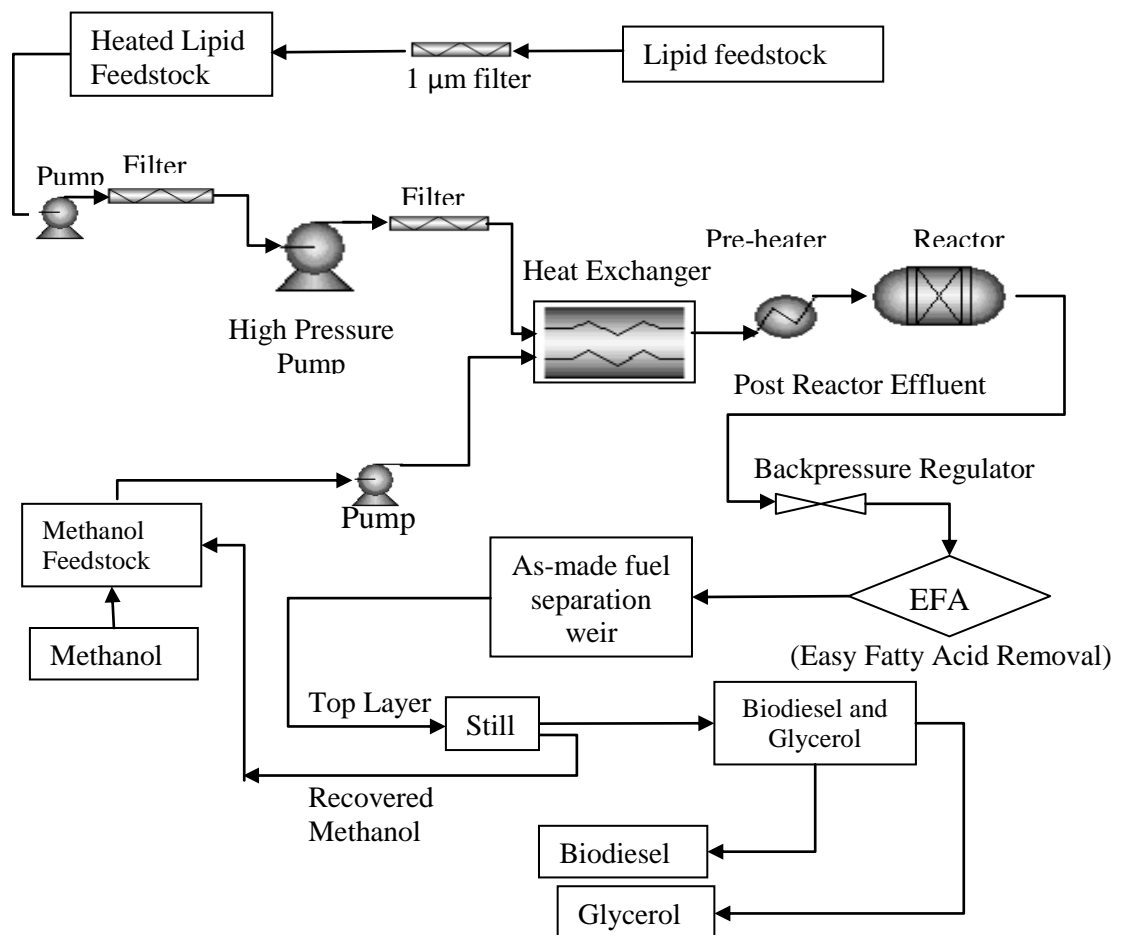 Heated Lipid
Feedstock
1 μm filter
Lipid feedstock
Pump
Filter
Filter
High Pressure
Pump
Heat Exchanger
Pre-heater
Reactor
Post Reactor Effluent
Backpressure Regulator
Pump
Methanol
Feedstock
Methanol
As-made fuel
separation
weir
EFA
(Easy Fatty Acid Removal)
Top Layer
Still
Biodiesel and
Glycerol
Recovered
Methanol
Biodiesel
Glycerol